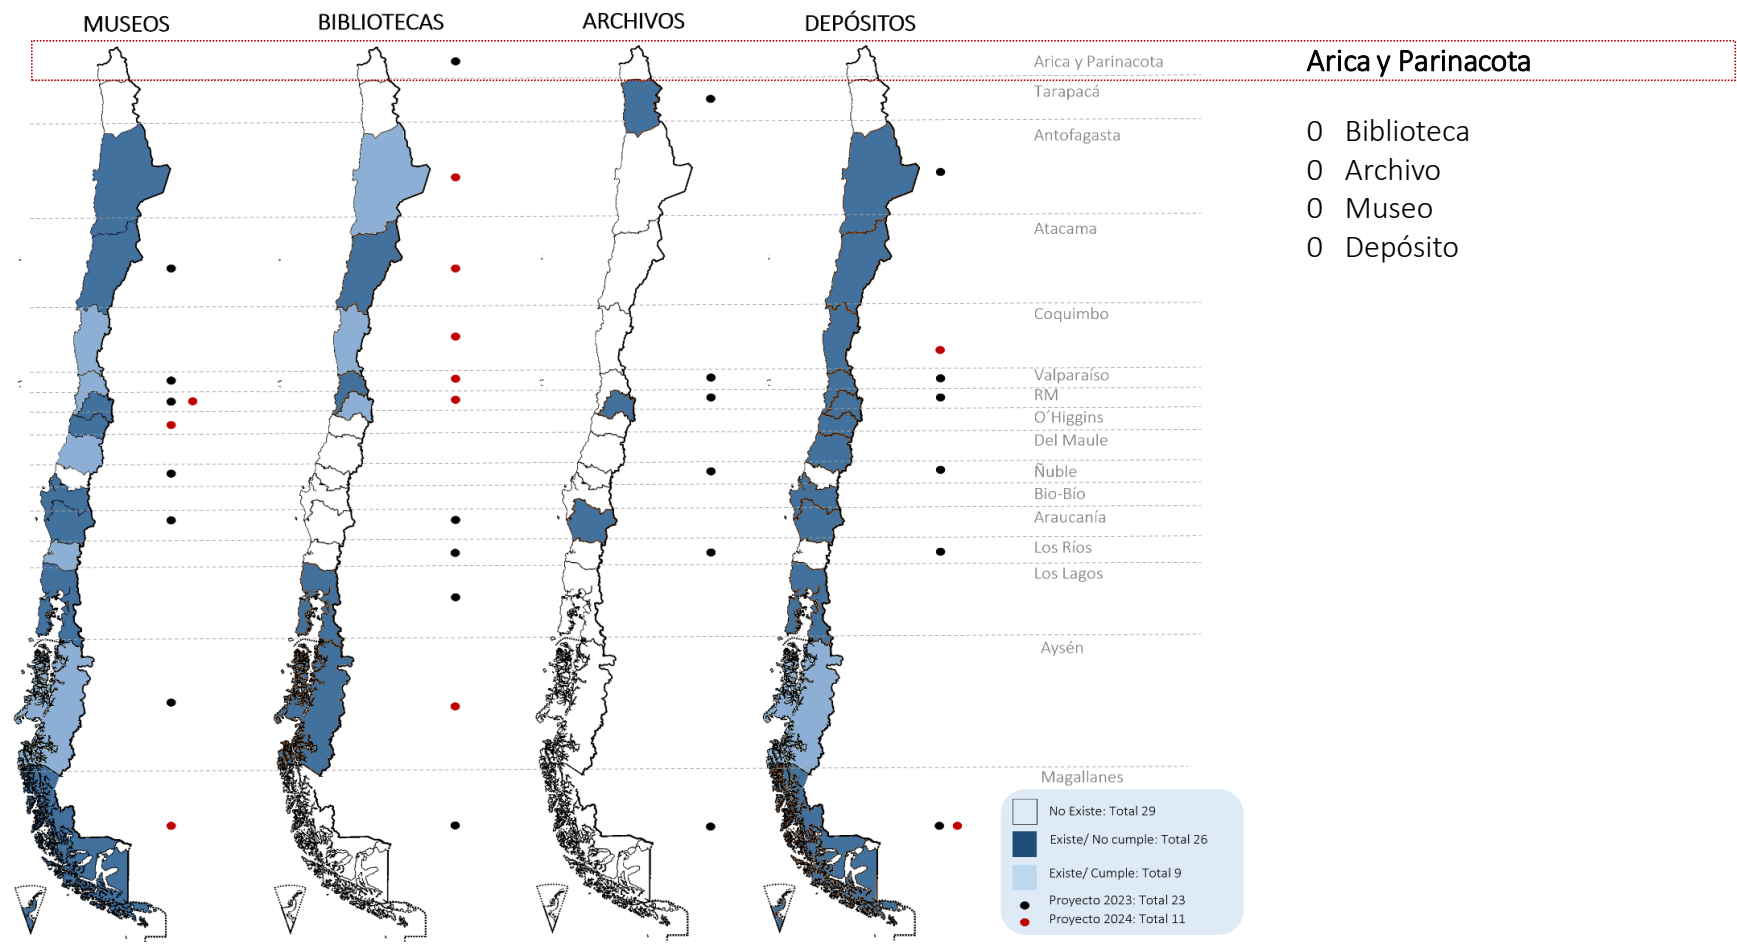 MUSEOS
BIBLIOTECAS
ARCHIVOS
DEPÓSITOS
Arica y Parinacota
Tarapacá
Antofagasta
Atacama
Coquimbo
Valparaíso
RM
O´Higgins
Del Maule
Ñuble
Bio-Bío
Araucanía
Los Ríos
Los Lagos
Aysén
Magallanes
No Existe: Total 29
Existe/ No cumple: Total 26
Existe/ Cumple: Total 9
Proyecto 2023: Total 23
Proyecto 2024: Total 11
Arica y Parinacota
0 Biblioteca
0 Archivo
0 Museo
0 Depósito